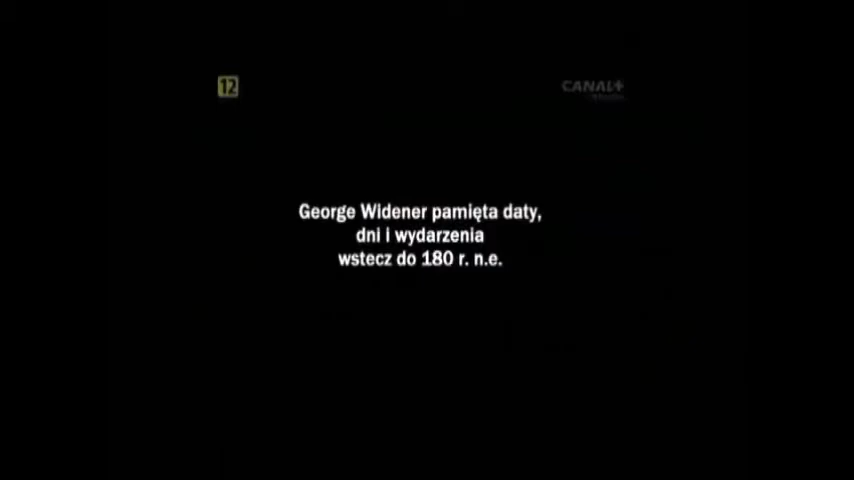 12
CANAL+
George Widener pamięta daty,
dni i wydarzenia
wstecz do 180 r. n.e.